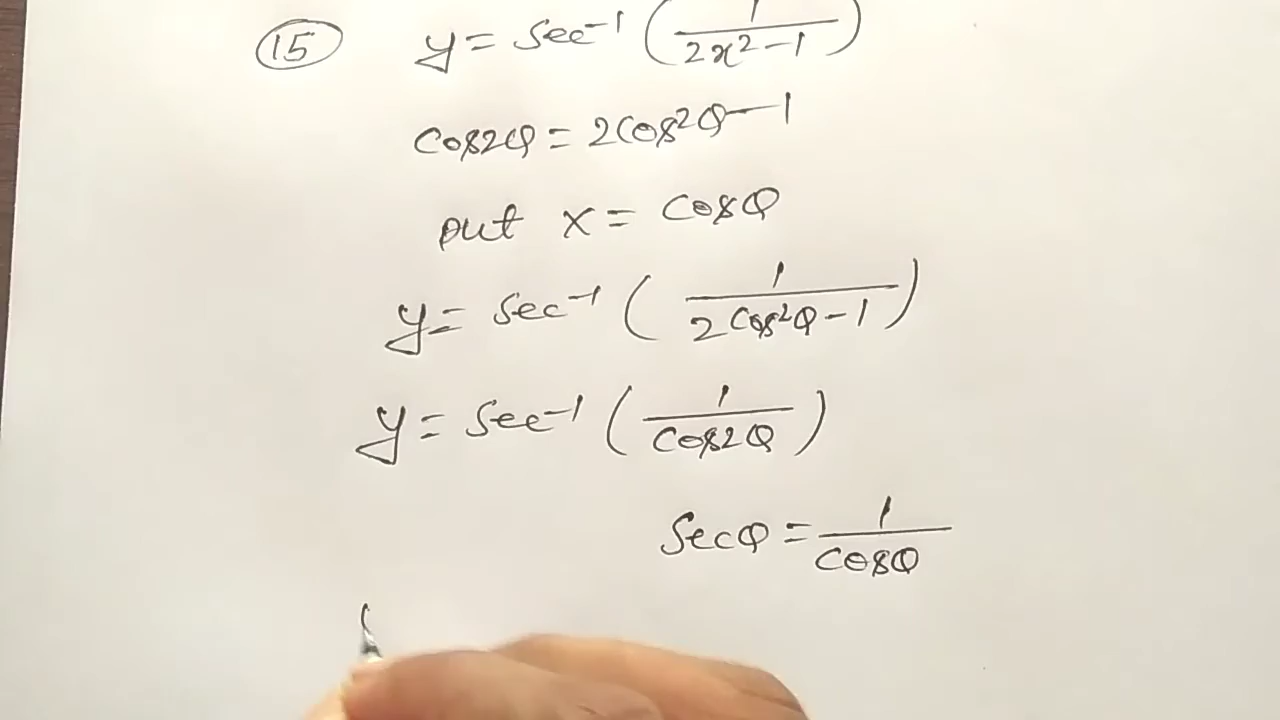 15 y = Sec⁻¹ (1/(2x²-1))
Cos2θ = 2Cos²θ-1
put x = Cosθ
y = Sec⁻¹ (1/(2Cos²θ-1))
y = Sec⁻¹ (1/(Cos2θ))
Secθ = 1/(Cosθ)